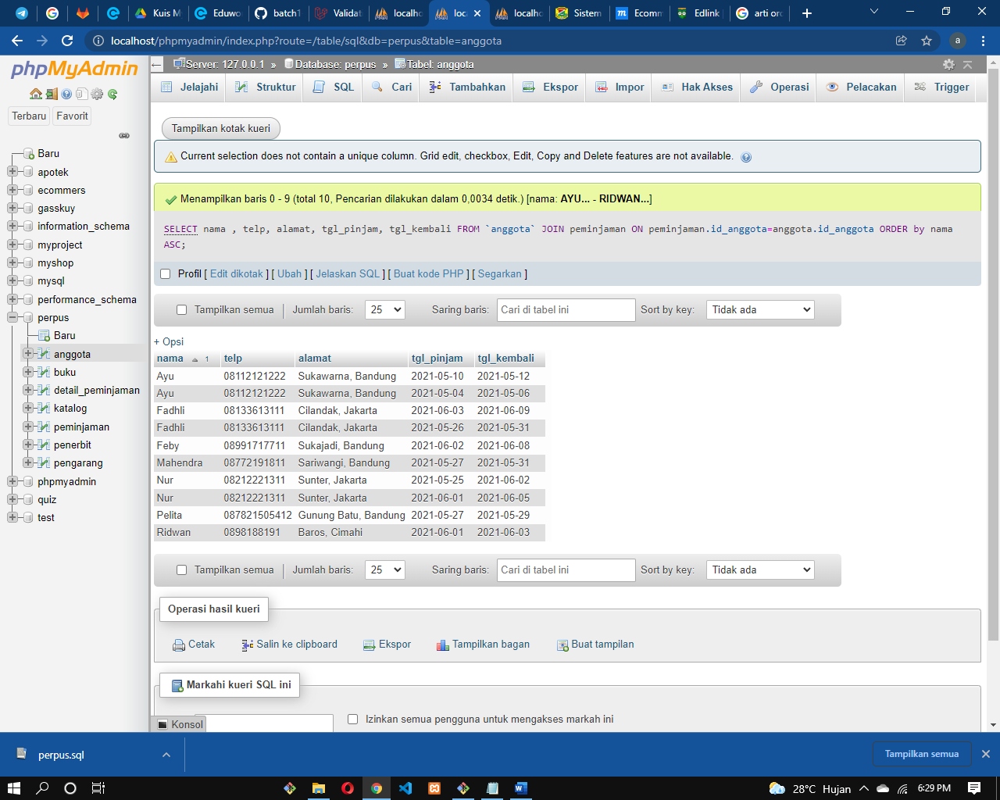 Kuis M
Eduwo
batch1
Validat
localho
loc
localho
Sistem
Ecomm
Edlink
arti oro
localhost/phpmyadmin/index.php?route=/table/sql&db=perpus&table=anggota
a
phpMyAdmin
Terbaru Favorit
Baru
apotek
ecommers
gasskuy
information_schema
myproject
myshop
mysql
performance_schema
perpus
Baru
anggota
buku
detail_peminjaman
katalog
peminjaman
penerbit
pengarang
phpmyadmin
quiz
test
Server: 127.0.0.1 » Database: perpus » Tabel: anggota
Jelajahi Struktur SQL Cari Tambahkan Ekspor Impor Hak Akses Operasi Pelacakan Trigger
Tampilkan kotak kueri
Current selection does not contain a unique column. Grid edit, checkbox, Edit, Copy and Delete features are not available.
Menampilkan baris 0 - 9 (total 10, Pencarian dilakukan dalam 0,0034 detik.) [nama: AYU... - RIDWAN...]
SELECT nama , telp, alamat, tgl_pinjam, tgl_kembali FROM `anggota` JOIN peminjaman ON peminjaman.id_anggota=anggota.id_anggota ORDER by nama
ASC;
Profil [ Edit dikotak ] [ Ubah ] [ Jelaskan SQL ] [ Buat kode PHP ] [ Segarkan ]
Tampilkan semua Jumlah baris: 25 Saring baris: Cari di tabel ini Sort by key: Tidak ada
+ Opsi
nama 1 telp alamat tgl_pinjam tgl_kembali
Ayu 08112121222 Sukawarna, Bandung 2021-05-10 2021-05-12
Ayu 08112121222 Sukawarna, Bandung 2021-05-04 2021-05-06
Fadhli 08133613111 Cilandak, Jakarta 2021-06-03 2021-06-09
Fadhli 08133613111 Cilandak, Jakarta 2021-05-26 2021-05-31
Feby 08991717711 Sukajadi, Bandung 2021-06-02 2021-06-08
Mahendra 08772191811 Sariwangi, Bandung 2021-05-27 2021-05-31
Nur 08212221311 Sunter, Jakarta 2021-05-25 2021-06-02
Nur 08212221311 Sunter, Jakarta 2021-06-01 2021-06-05
Pelita 087821505412 Gunung Batu, Bandung 2021-05-27 2021-05-29
Ridwan 0898188191 Baros, Cimahi 2021-06-01 2021-06-03
Tampilkan semua Jumlah baris: 25 Saring baris: Cari di tabel ini Sort by key: Tidak ada
Operasi hasil kueri
Cetak Salin ke clipboard Ekspor Tampilkan bagan Buat tampilan
Markahi kueri SQL ini
Izinkan semua pengguna untuk mengakses markah ini
Konsol
perpus.sql
Tampilkan semua
28°C Hujan 6:29 PM